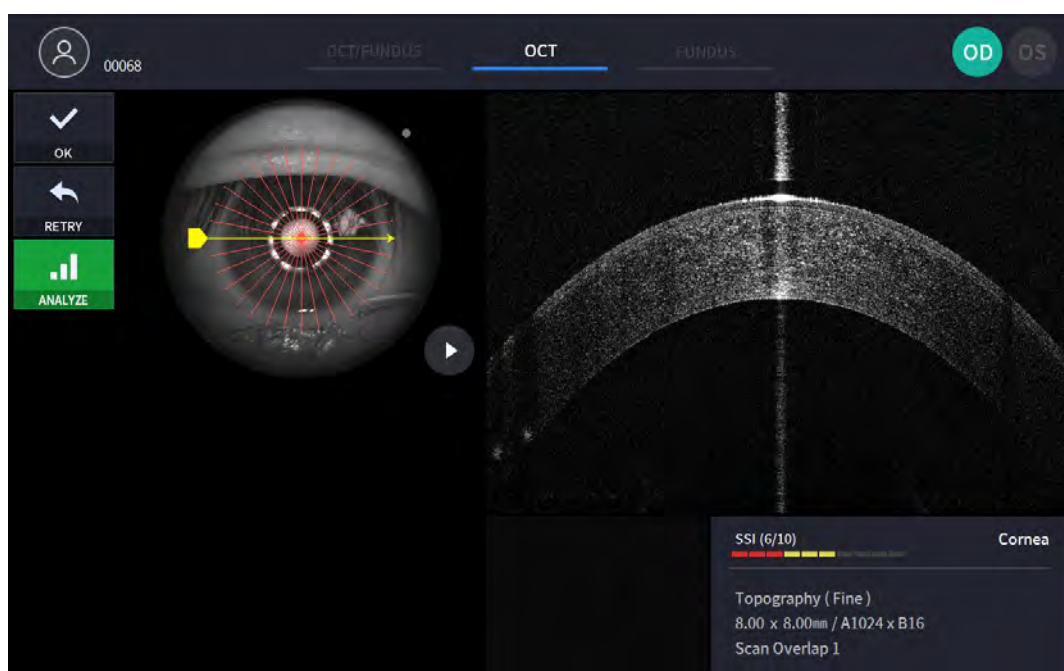 00068
OCT/FUNDUS
OCT
FUNDUS
OD
OS
OK
RETRY
ANALYZE
SSI (6/10)
Cornea
Topography ( Fine )
8.00 x 8.00mm / A1024 x B16
Scan Overlap 1